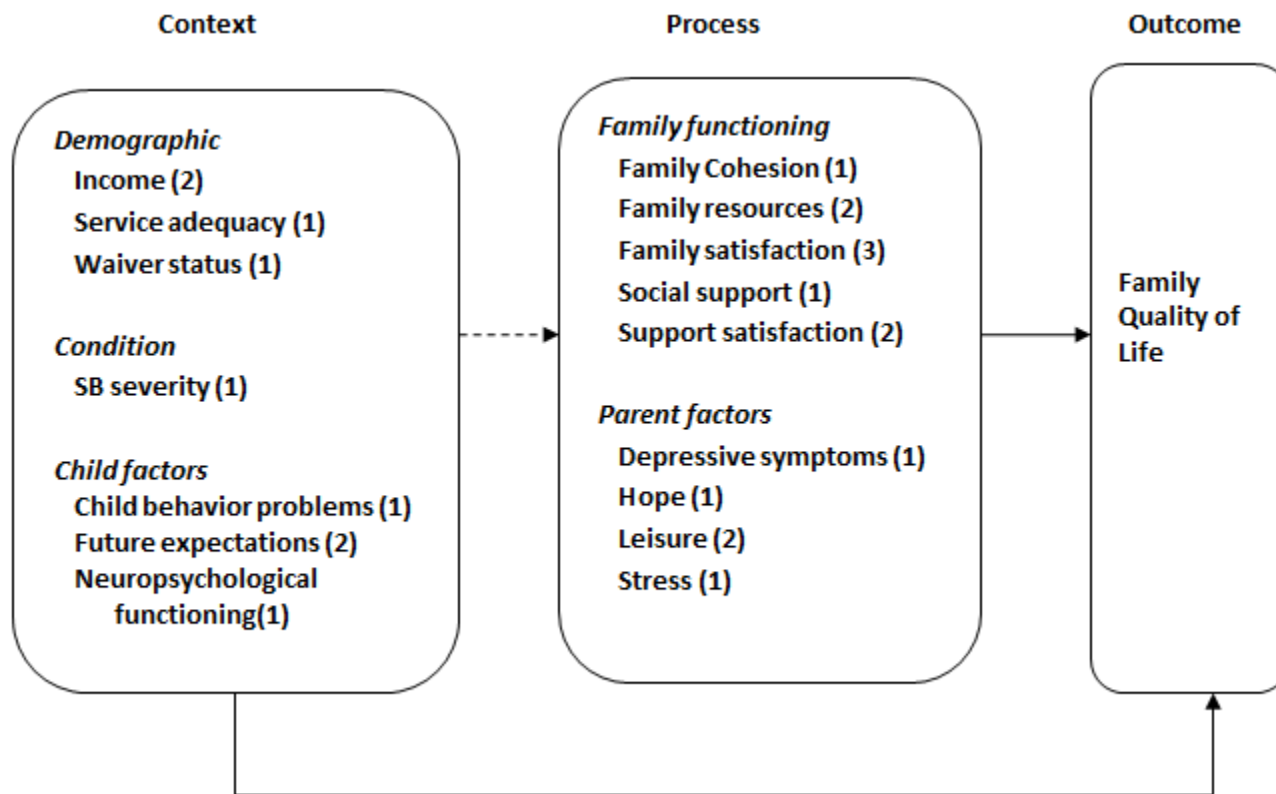 Context
Process
Outcome
Demographic
Income (2)
Service adequacy (1)
Waiver status (1)
Condition
SB severity (1)
Child factors
Child behavior problems (1)
Future expectations (2)
Neuropsychological
functioning(1)
Family functioning
Family Cohesion (1)
Family resources (2)
Family satisfaction (3)
Social support (1)
Support satisfaction (2)
Parent factors
Depressive symptoms (1)
Hope (1)
Leisure (2)
Stress (1)
Family
Quality of
Life